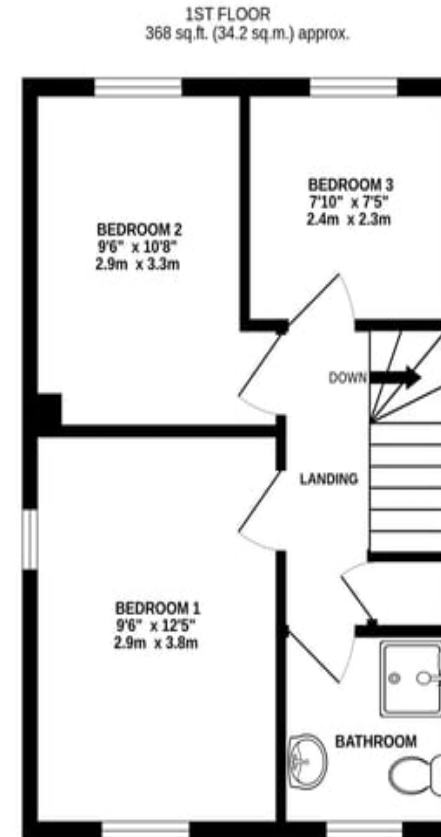 1ST FLOOR
368 sq.ft. (34.2 sq.m.) approx.
BEDROOM 3
7'10" x 7'5"
2.4m x 2.3m
BEDROOM 2
9'6" x 10'8"
2.9m x 3.3m
DOWN
LANDING
BEDROOM 1
9'6" x 12'5"
2.9m x 3.8m
BATHROOM